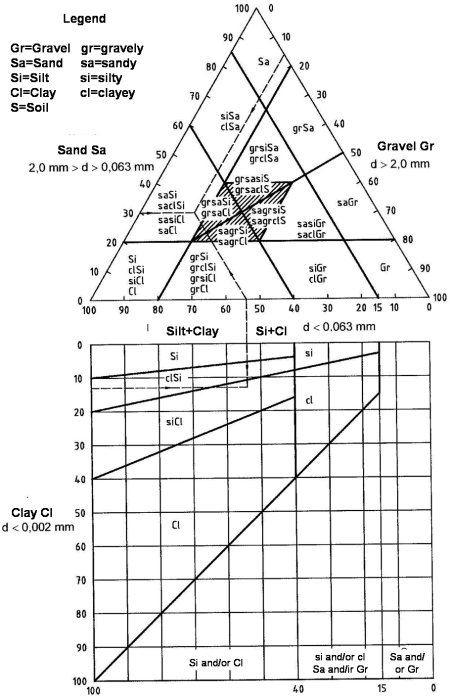 Legend
Gr=Gravel gr=gravely
Sa=Sand sa=sandy
Si=Silt si=silty
Cl=Clay cl=clayey
S=Soil
Sand Sa
2,0 mm > d > 0,063 mm
Gravel Gr
d > 2,0 mm
100 0
80
60
40
30
20
0
20
40
50
60
80
100
Sa
siSa
clSa
grSa
grsiSa
grclSa
saSi
saclSi
sasiCl
saCl
grsaSi
grsaCl
grsasiS
grsaclS
sagrSi
sagrCl
sagrsiS
sagrclS
saGr
sasiGr
saclGr
Si
clSi
siCl
Cl
grSi
grclSi
grsiCl
grCl
siGr
clGr
Gr
100 90 80 70 60 50 40 15 10 0
Silt+Clay Si+Cl d < 0.063 mm
0
10
20
30
40
50
60
70
80
90
100
Clay Cl
d < 0,002 mm
Si
clSi
siCl
Cl
si
cl
Si and/or Cl
si and/or cl
Sa and/ir Gr
Sa and/
or Gr
100 80 60 40 15 0